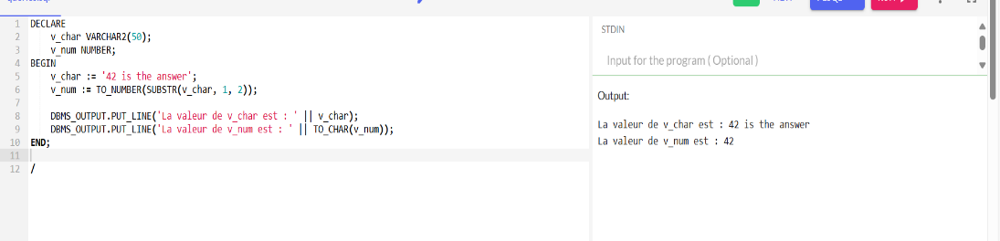 1 DECLARE
2 v_char VARCHAR2(50);
3 v_num NUMBER;
4 BEGIN
5 v_char := '42 is the answer';
6 v_num := TO_NUMBER(SUBSTR(v_char, 1, 2));
7
8 DBMS_OUTPUT.PUT_LINE('La valeur de v_char est : ' || v_char);
9 DBMS_OUTPUT.PUT_LINE('La valeur de v_num est : ' || TO_CHAR(v_num));
10 END;
11
12 /
STDIN
Input for the program ( Optional )
Output:
La valeur de v_char est : 42 is the answer
La valeur de v_num est : 42